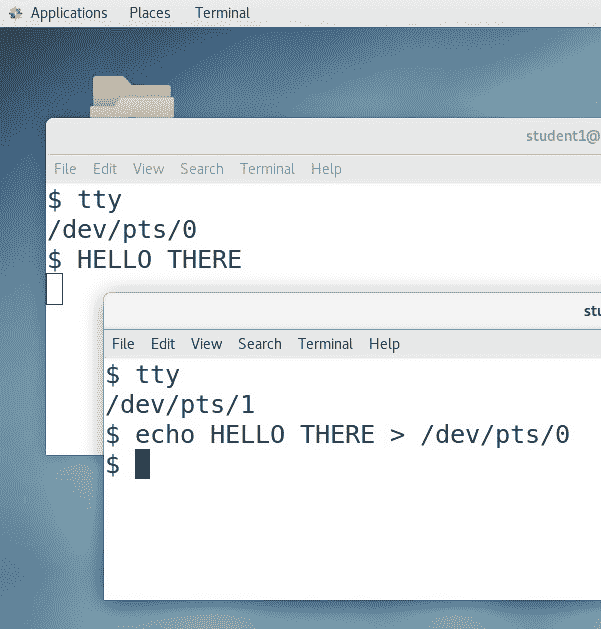 Applications Places Terminal
student1@
File Edit View Search Terminal Help
$ tty
/dev/pts/0
$ HELLO THERE
stu
File Edit View Search Terminal Help
$ tty
/dev/pts/1
$ echo HELLO THERE > /dev/pts/0
$